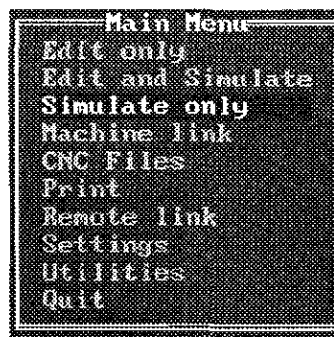 Main Menu
Edit only
Edit and Simulate
Simulate only
Machine link
CNC Files
Print
Remote link
Settings
Utilities
Quit